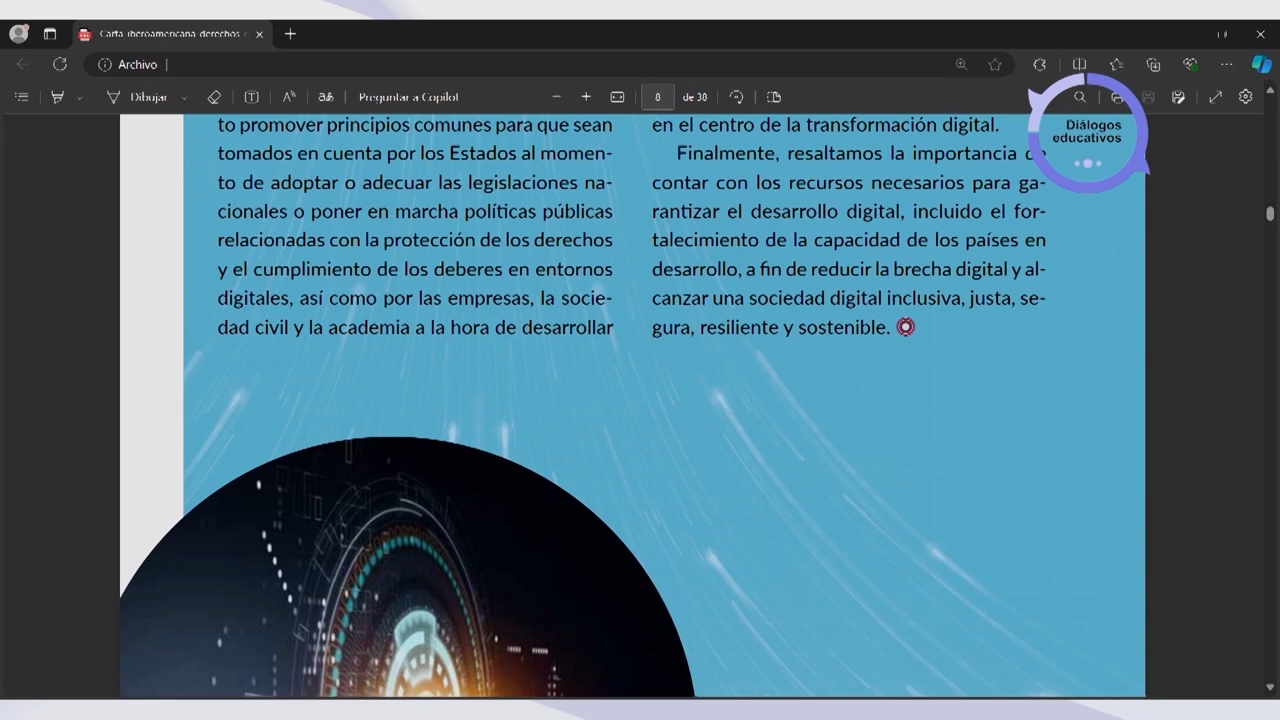 Carta iberoamericana derechos
Archivo
Dibujar
Preguntar a Copilot
8
de 38
Diálogos
educativos
to promover principios comunes para que sean
tomados en cuenta por los Estados al momen-
to de adoptar o adecuar las legislaciones na-
cionales o poner en marcha políticas públicas
relacionadas con la protección de los derechos
y el cumplimiento de los deberes en entornos
digitales, así como por las empresas, la socie-
dad civil y la academia a la hora de desarrollar
en el centro de la transformación digital.
Finalmente, resaltamos la importancia de
contar con los recursos necesarios para ga-
rantizar el desarrollo digital, incluido el for-
talecimiento de la capacidad de los países en
desarrollo, a fin de reducir la brecha digital y al-
canzar una sociedad digital inclusiva, justa, se-
gura, resiliente y sostenible.